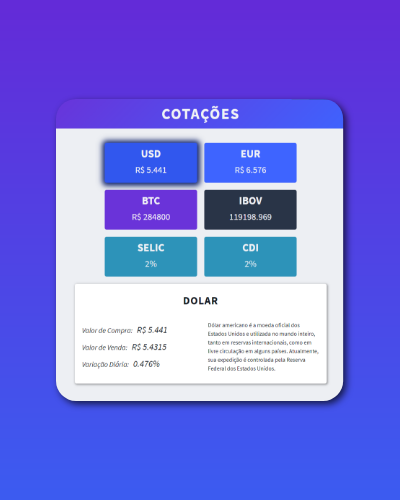 COTAÇÕES
USD
R$ 5.441
EUR
R$ 6.576
BTC
R$ 284800
IBOV
119198.969
SELIC
2%
CDI
2%
DOLAR
Valor de Compra: R$ 5.441
Valor de Venda: R$ 5.4315
Variação Diária: 0.476%
Dólar americano é a moeda oficial dos
Estados Unidos e utilizada no mundo inteiro,
tanto em reservas internacionais, como em
livre circulação em alguns países. Atualmente,
sua expedição é controlada pela Reserva
Federal dos Estados Unidos.